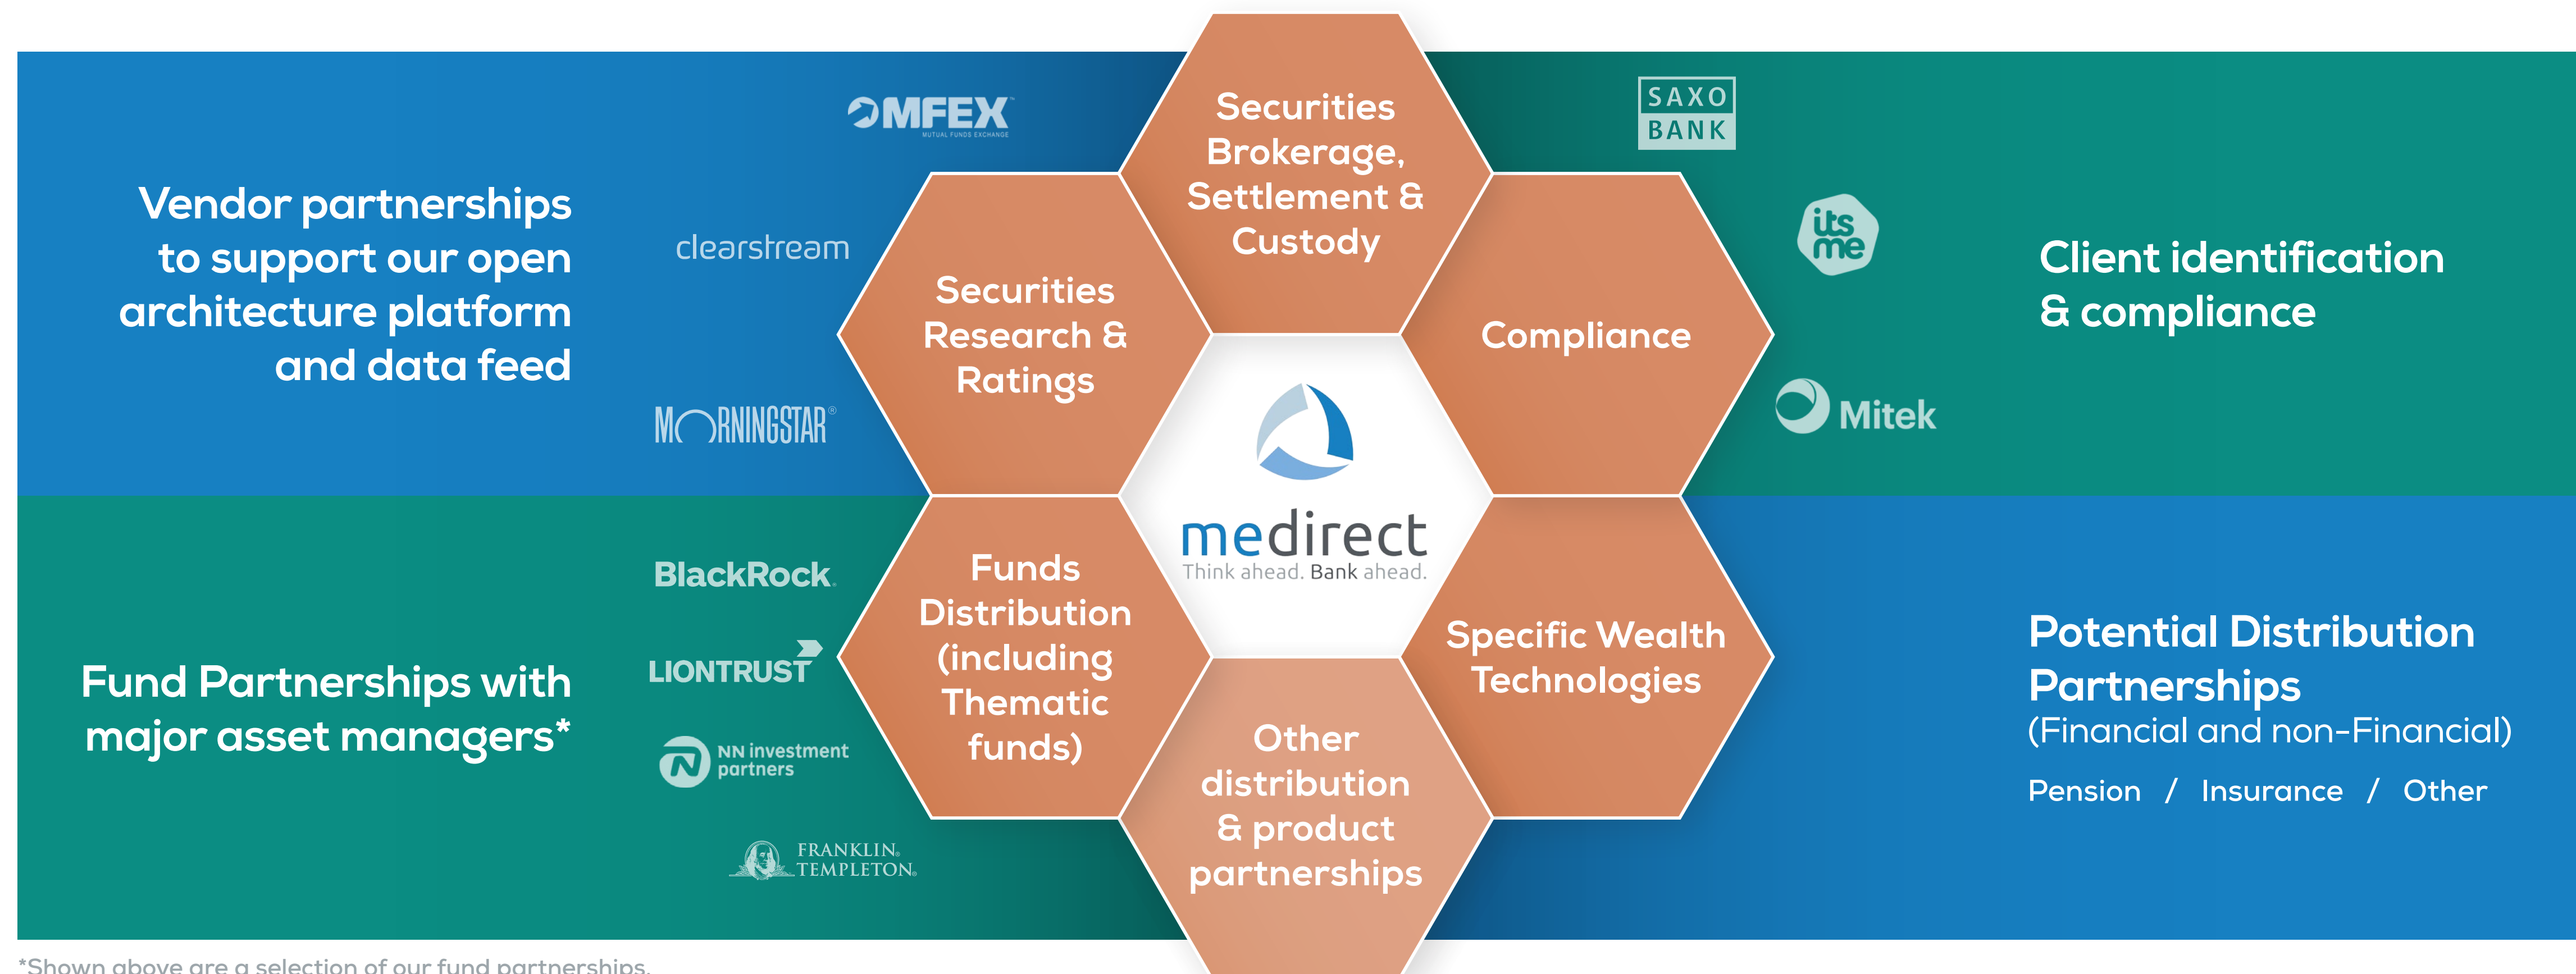 Vendor partnerships
to support our open
architecture platform
and data feed
MFEX™
MUTUAL FUNDS EXCHANGE
clearstream
MORNINGSTAR®
Securities
Brokerage,
Settlement &
Custody
Securities
Research &
Ratings
Compliance
SAXO
BANK
its
me
Mitek
Client identification
& compliance
medirect
Think ahead. Bank ahead.
Fund Partnerships with
major asset managers*
BlackRock.
LIONTRUST
NN investment
partners
FRANKLIN®
TEMPLETON®
Funds
Distribution
(including
Thematic
funds)
Other
distribution
& product
partnerships
Specific Wealth
Technologies
Potential Distribution
Partnerships
(Financial and non-Financial)
Pension / Insurance / Other
*Shown above are a selection of our fund partnerships.